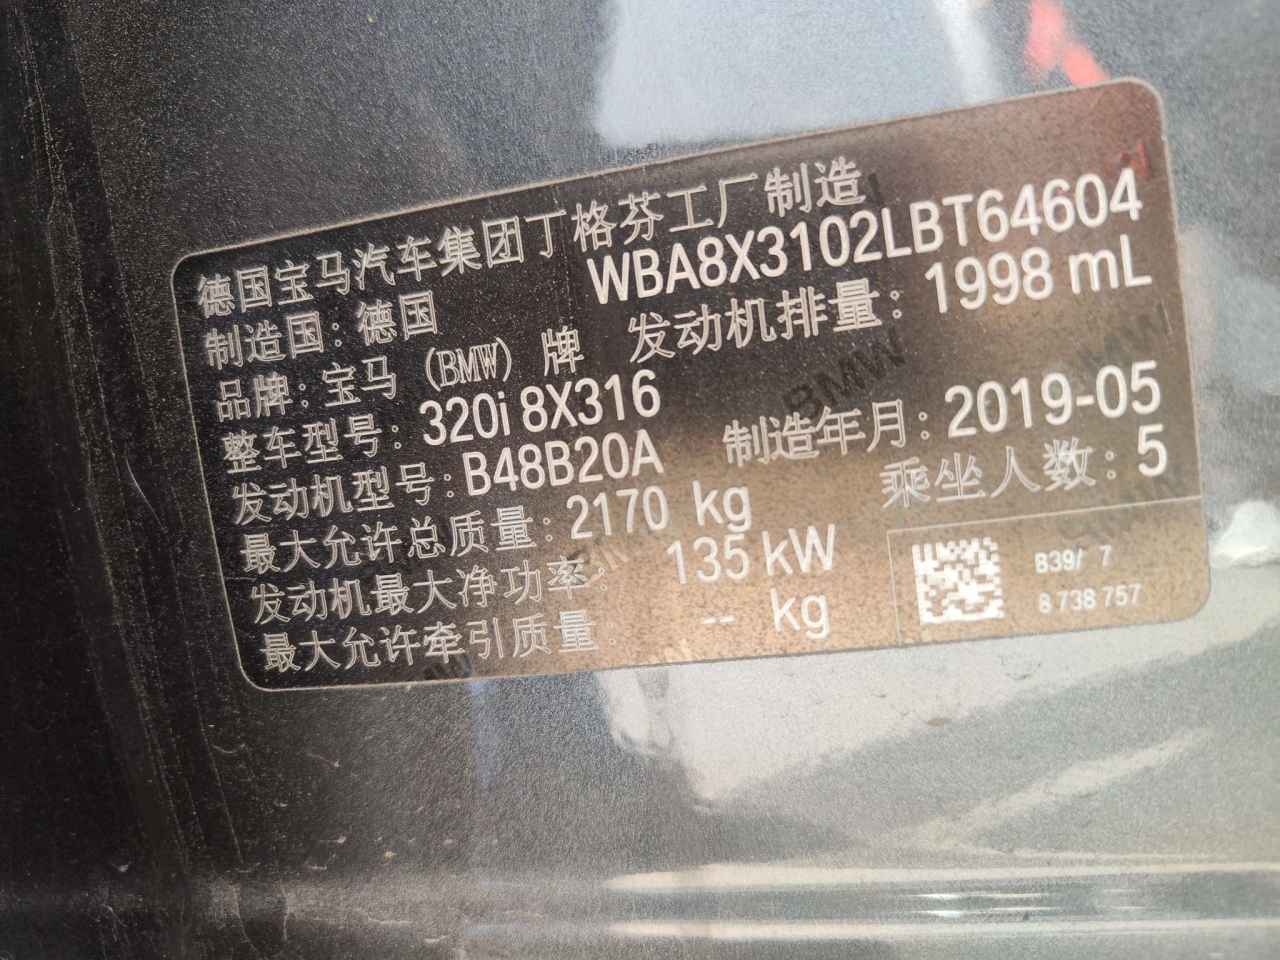 德国宝马汽车集团丁格芬工厂制造
制造国：德国 WBA8X3102LBT64604
品牌：宝马（BMW）牌 发动机排量：1998 mL
整车型号：320i 8X316
发动机型号：B48B20A 制造年月：2019-05
最大允许总质量：2170 kg 乘坐人数：5
发动机最大净功率：135 kW
最大允许牵引质量：-- kg
B39/ 7
8 738 757